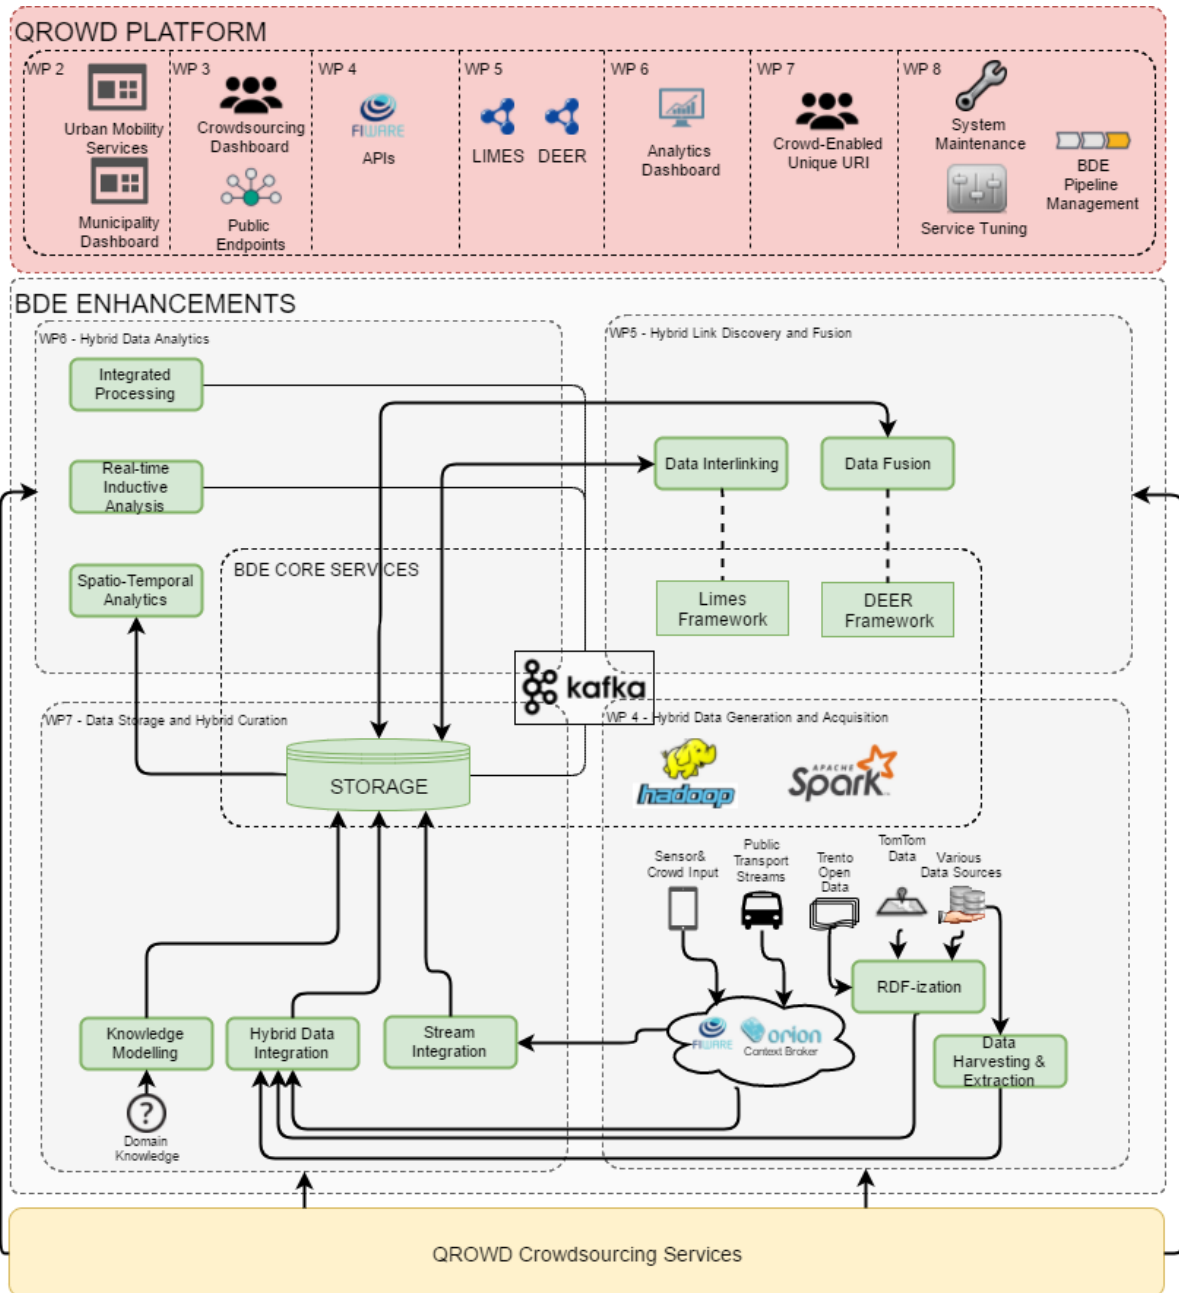 QROWD PLATFORM
WP 2
Urban Mobility
Services
Municipality
Dashboard
WP 3
Crowdsourcing
Dashboard
Public
Endpoints
WP 4
FIWARE
APIs
WP 5
LIMES
DEER
WP 6
Analytics
Dashboard
WP 7
Crowd-Enabled
Unique URI
WP 8
System
Maintenance
Service Tuning
BDE
Pipeline
Management
BDE ENHANCEMENTS
WP6 - Hybrid Data Analytics
Integrated
Processing
Real-time
Inductive
Analysis
Spatio-Temporal
Analytics
WP5 - Hybrid Link Discovery and Fusion
Data Interlinking
Data Fusion
Limes
Framework
DEER
Framework
BDE CORE SERVICES
kafka
WP7 - Data Storage and Hybrid Curation
STORAGE
WP 4 - Hybrid Data Generation and Acquisition
hadoop
APACHE
Spark
Sensor&
Crowd Input
Public
Transport
Streams
Trento
Open
Data
TomTom
Data
Various
Data Sources
RDF-ization
Data
Harvesting &
Extraction
FIWARE
orion
Context Broker
Knowledge
Modelling
Hybrid Data
Integration
Stream
Integration
?
Domain
Knowledge
QROWD Crowdsourcing Services